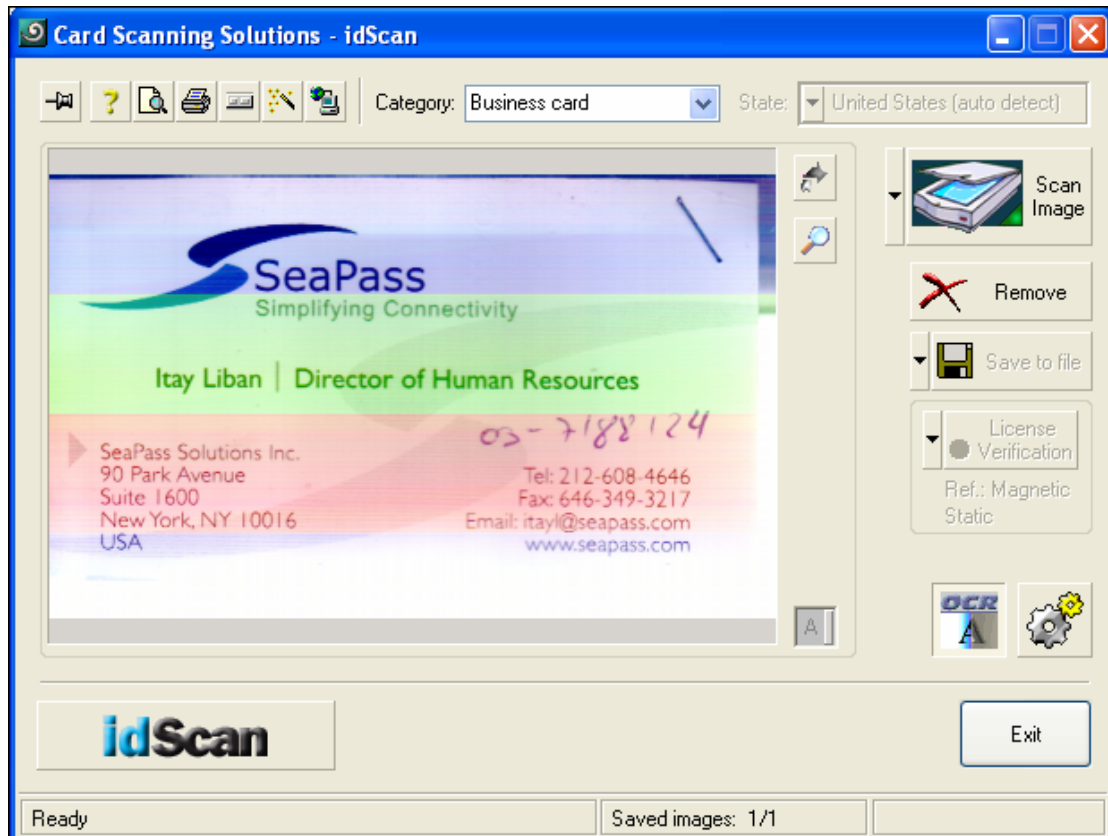 Card Scanning Solutions - idScan
Category: Business card State: United States (auto detect)
Scan
Image
SeaPass
Simplifying Connectivity
Remove
Itay Liban | Director of Human Resources
Save to file
03-7188124
License
Verification
SeaPass Solutions Inc.
90 Park Avenue Tel: 212-608-4646
Suite 1600 Fax: 646-349-3217
New York, NY 10016 Email: itayl@seapass.com
USA www.seapass.com
Ref.: Magnetic
Static
OCR
A
A
idScan
Exit
Ready Saved images: 1/1